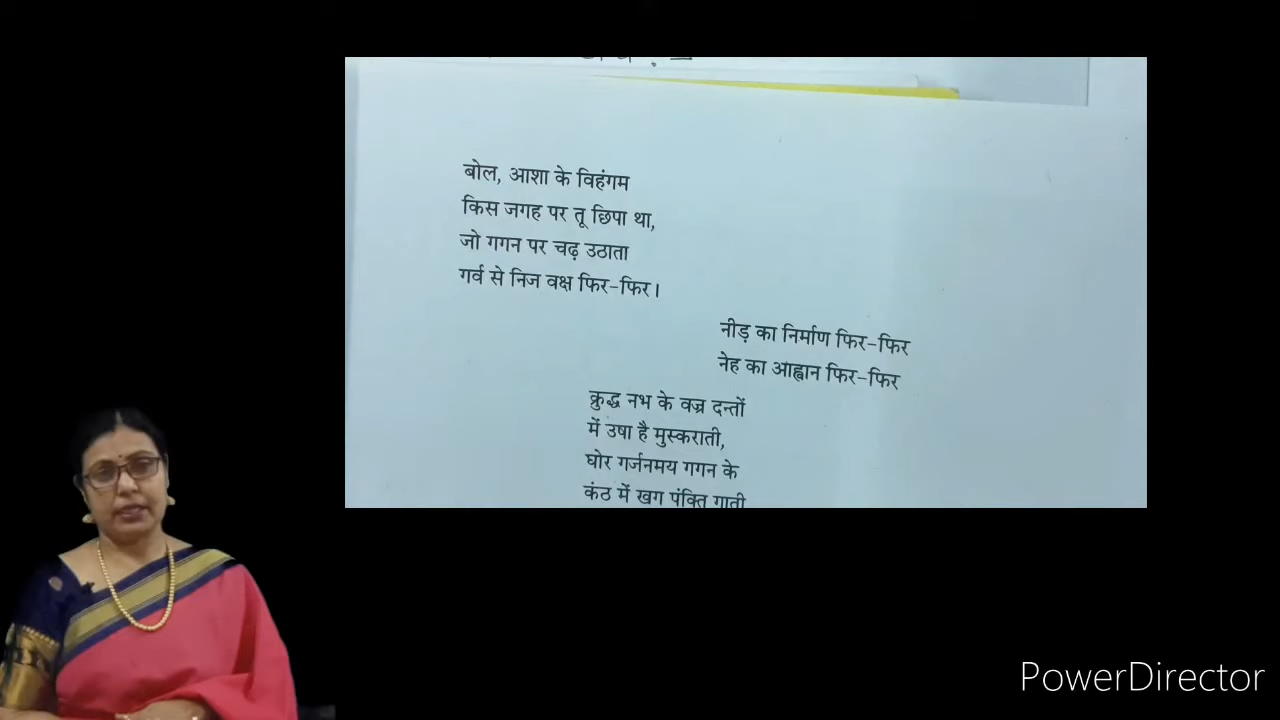 बोल, आशा के विहंगम
किस जगह पर तू छिपा था,
जो गगन पर चढ़ उठाता
गर्व से निज वक्ष फिर-फिर।
नीड़ का निर्माण फिर-फिर
नेह का आह्वान फिर-फिर
क्रुद्ध नभ के वज्र दन्तों
में उषा है मुस्कराती,
घोर गर्जनमय गगन के
कंठ में खग पंक्ति गाती
PowerDirector